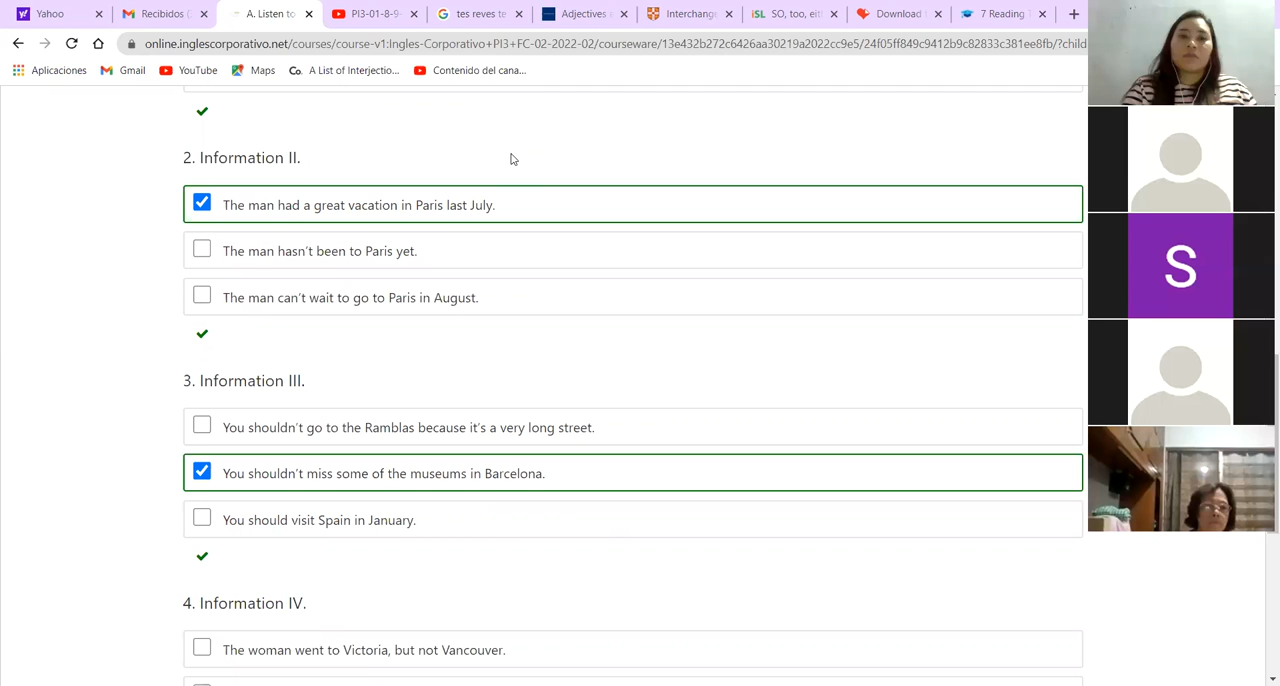 Yahoo
Recibidos (
A. Listen to
PI3-01-8-9-
tes reves te
Adjectives
Interchang
SO, too, eit
Download
7 Reading
online.inglescorporativo.net/courses/course-v1:Ingles-Corporativo+PI3+FC-02-2022-02/courseware/13e432b272c6426aa30219a2022cc9e5/24f05ff849c9412b9c82833c381ee8fb/?child
Aplicaciones
Gmail
YouTube
Maps
Co. A List of Interjectio...
Contenido del cana...
2. Information II.
The man had a great vacation in Paris last July.
The man hasn't been to Paris yet.
The man can't wait to go to Paris in August.
3. Information III.
You shouldn't go to the Ramblas because it's a very long street.
You shouldn't miss some of the museums in Barcelona.
You should visit Spain in January.
4. Information IV.
The woman went to Victoria, but not Vancouver.
S